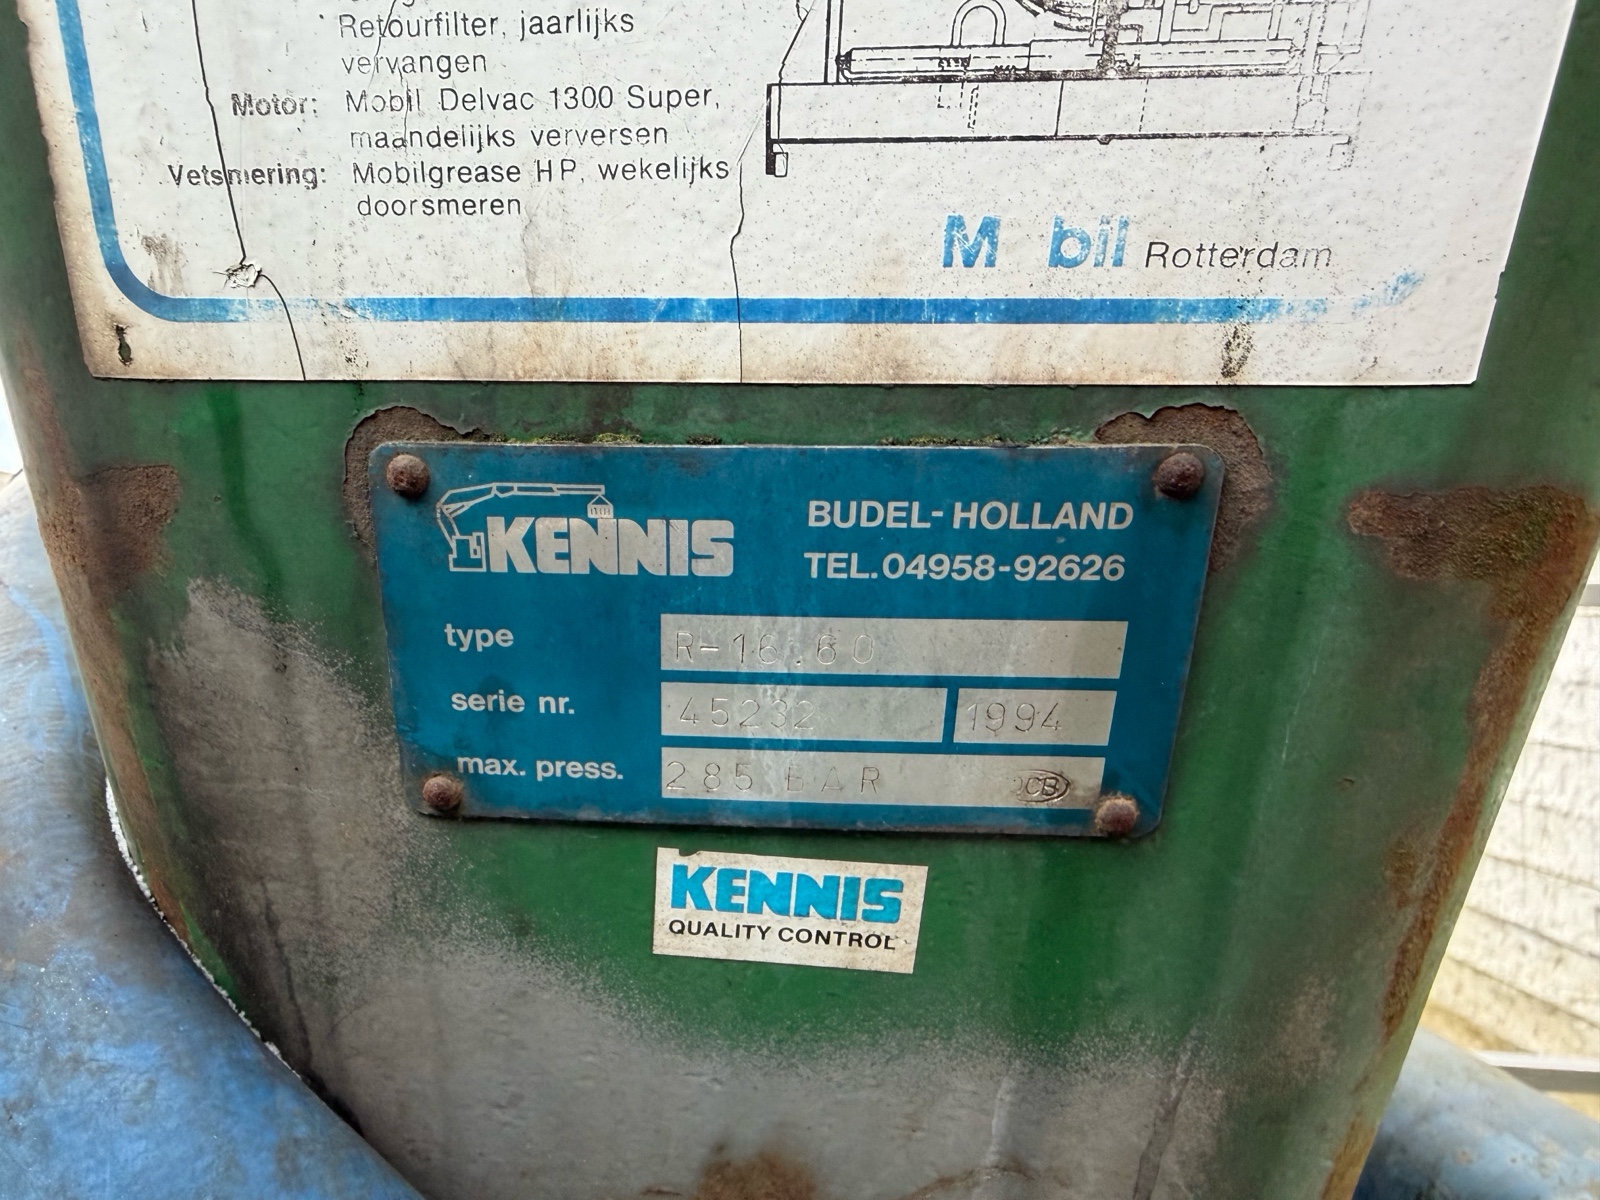 Retourfilter, jaarlijks
vervangen
Motor: Mobil Delvac 1300 Super,
maandelijks verversen
Vetsmering: Mobilgrease HP, wekelijks
doorsmeren
M bil Rotterdam
KENNIS
BUDEL-HOLLAND
TEL.04958-92626
type R-16.60
serie nr. 45232 1994
max. press. 285 BAR
KENNIS
QUALITY CONTROL